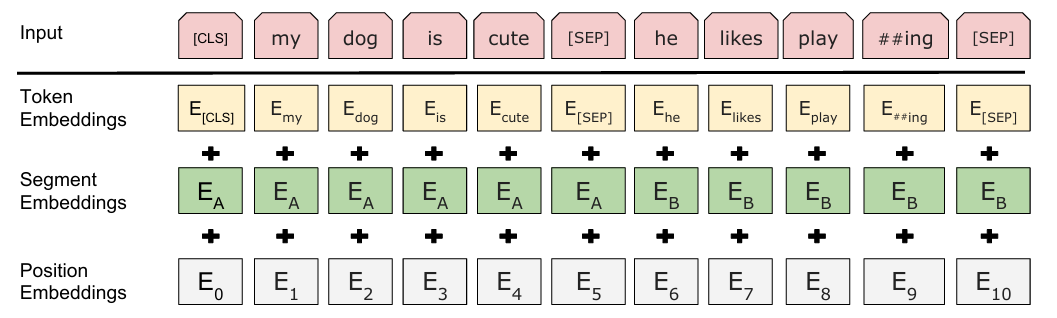 Input [CLS] my dog is cute [SEP] he likes play ##ing [SEP]
Token Embeddings E[CLS] Emy Edog Eis Ecute E[SEP] Ehe Elikes Eplay E##ing E[SEP]
+ + + + + + + + + + +
Segment Embeddings EA EA EA EA EA EA EB EB EB EB EB
+ + + + + + + + + + +
Position Embeddings E0 E1 E2 E3 E4 E5 E6 E7 E8 E9 E10